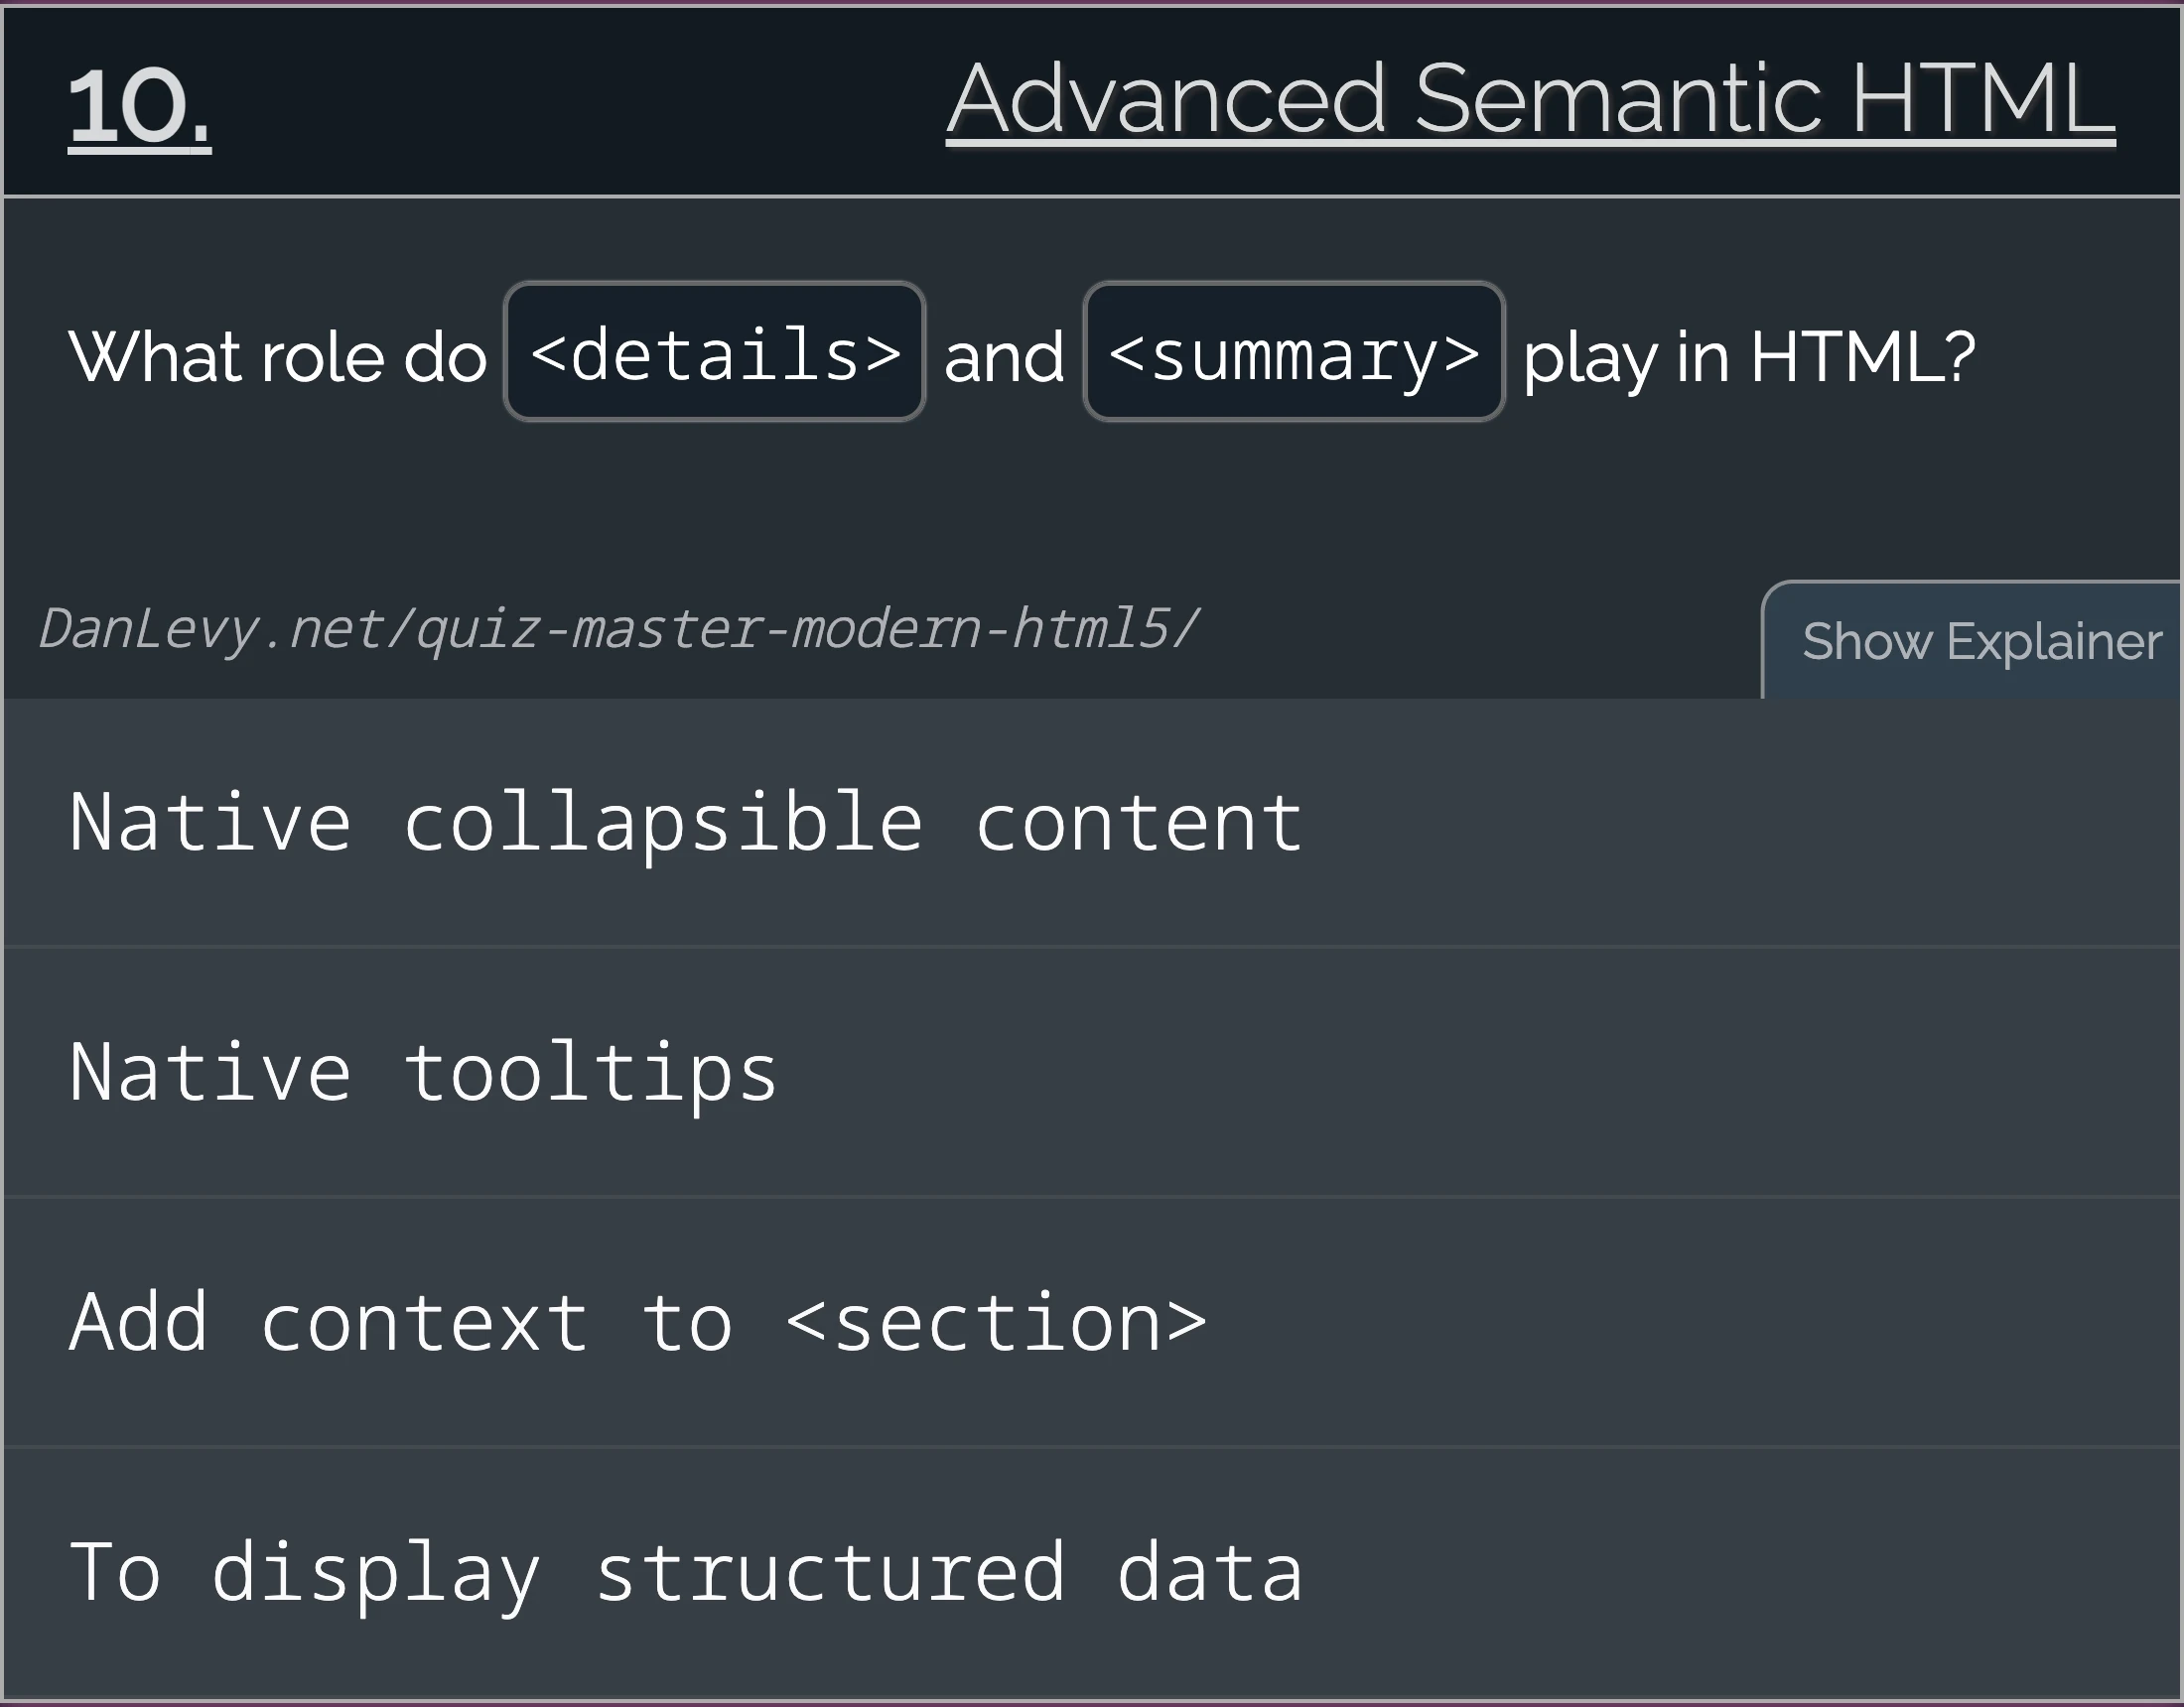 10.
Advanced Semantic HTML
What role do <details> and <summary> play in HTML?
DanLevy.net/quiz-master-modern-html5/
Show Explainer
Native collapsible content
Native tooltips
Add context to <section>
To display structured data